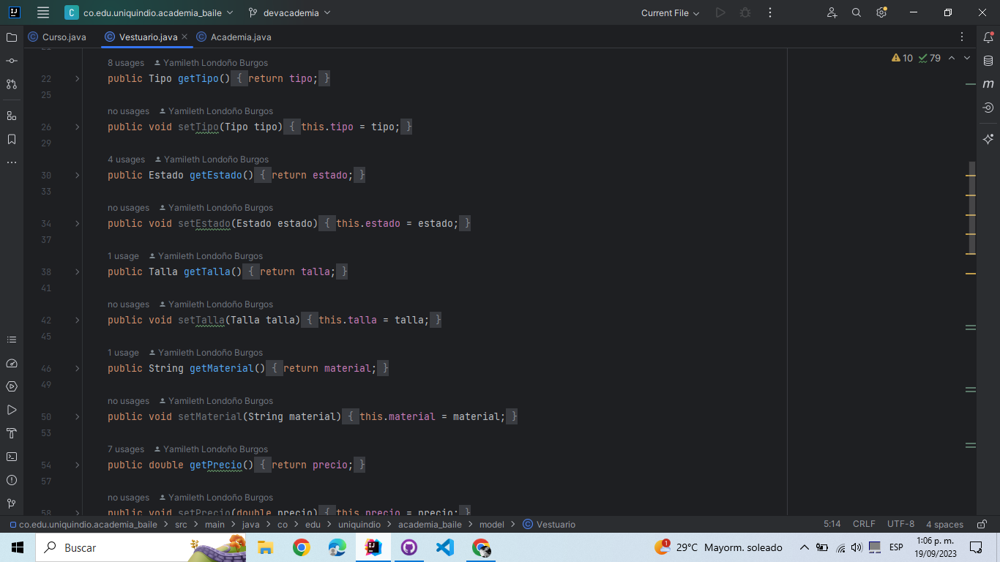 co.edu.uniquindio.academia_baile devacademia Current File
Curso.java Vestuario.java Academia.java
10 79
8 usages Yamileth Londoño Burgos
22 public Tipo getTipo() { return tipo; }
25
no usages Yamileth Londoño Burgos
26 public void setTipo(Tipo tipo) { this.tipo = tipo; }
29
4 usages Yamileth Londoño Burgos
30 public Estado getEstado() { return estado; }
33
no usages Yamileth Londoño Burgos
34 public void setEstado(Estado estado) { this.estado = estado; }
37
1 usage Yamileth Londoño Burgos
38 public Talla getTalla() { return talla; }
41
no usages Yamileth Londoño Burgos
42 public void setTalla(Talla talla) { this.talla = talla; }
45
1 usage Yamileth Londoño Burgos
46 public String getMaterial() { return material; }
49
no usages Yamileth Londoño Burgos
50 public void setMaterial(String material) { this.material = material; }
53
7 usages Yamileth Londoño Burgos
54 public double getPrecio() { return precio; }
57
no usages Yamileth Londoño Burgos
58 public void setPrecio(double precio) { this.precio = precio; }
co.edu.uniquindio.academia_baile > src > main > java > co > edu > uniquindio > academia_baile > model > Vestuario 5:14 CRLF UTF-8 4 spaces
Buscar 29°C Mayorm. soleado ESP 1:06 p. m.
19/09/2023